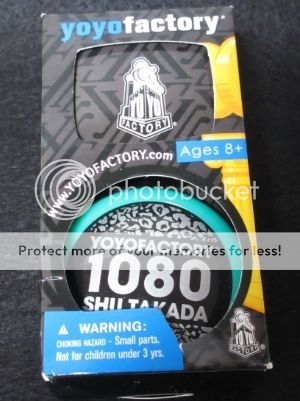 yoyofactory
FACTORY
Ages 8+
WWW.YOYOFACTORY.com
photobucket
Protect more of your memories for less!
YOYOFACTORY
1080
SHU TAKADA
WARNING:
CHOKING HAZARD - Small parts.
Not for children under 3 yrs.
FACTORY